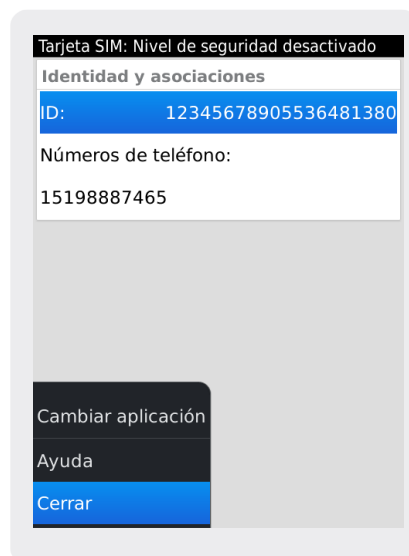 Tarjeta SIM: Nivel de seguridad desactivado
Identidad y asociaciones
ID: 12345678905536481380
Números de teléfono:
15198887465
Cambiar aplicación
Ayuda
Cerrar